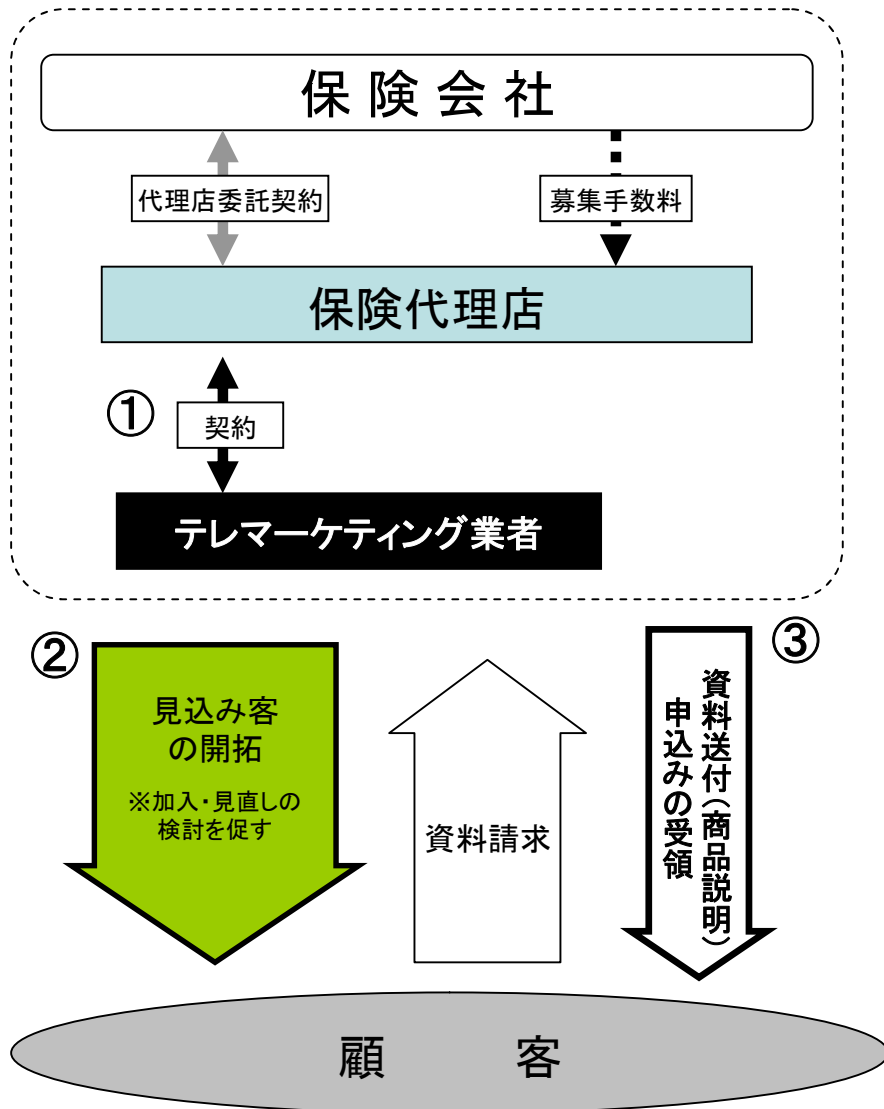 保険会社
代理店委託契約
募集手数料
保険代理店
①
契約
テレマーケティング業者
②
見込み客
の開拓
※加入・見直しの
検討を促す
資料請求
③
資料送付(商品説明)
申込みの受領
顧客